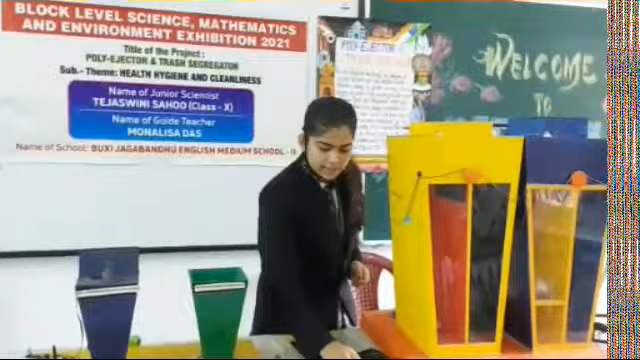 BLOCK LEVEL SCIENCE, MATHEMATICS
AND ENVIRONMENT EXHIBITION 2021
Title of the Project :
POLY-EJECTOR & TRASH SEGREGATOR
Sub.- Theme: HEALTH HYGIENE AND CLEANLINESS
Name of Junior Scientist
TEJASWINI SAHOO (Class - X)
Name of Guide Teacher
MONALISA DAS
Name of School: BUXI JAGABANDHU ENGLISH MEDIUM SCHOOL - II
POLY-EJECTOR &
WELCOME
TO